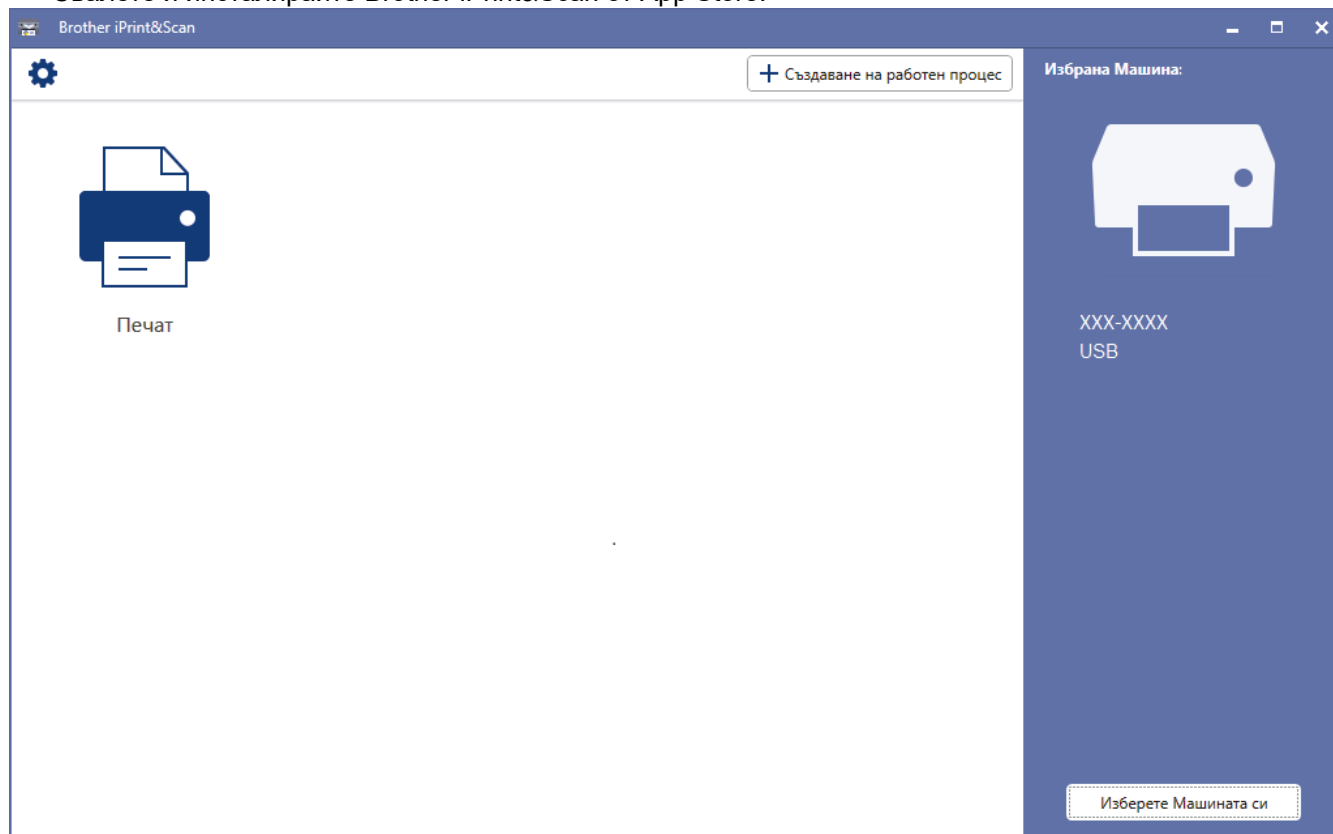 Brother iPrint&Scan
Създаване на работен процес
Избрана Машина:
Печат
XXX-XXXX
USB
Изберете Машината си